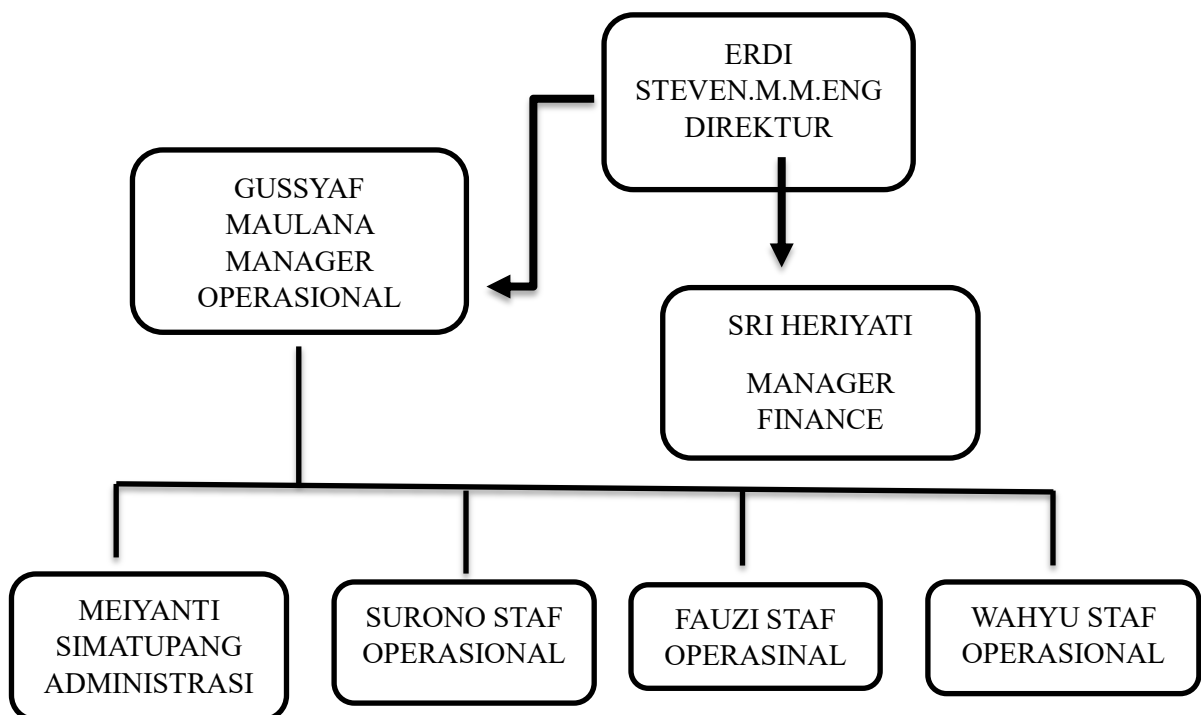 ERDI
STEVEN.M.M.ENG
DIREKTUR
GUSSYAF
MAULANA
MANAGER
OPERASIONAL
SRI HERIYATI
MANAGER
FINANCE
MEIYANTI
SIMATUPANG
ADMINISTRASI
SURONO STAF
OPERASIONAL
FAUZI STAF
OPERASINAL
WAHYU STAF
OPERASIONAL